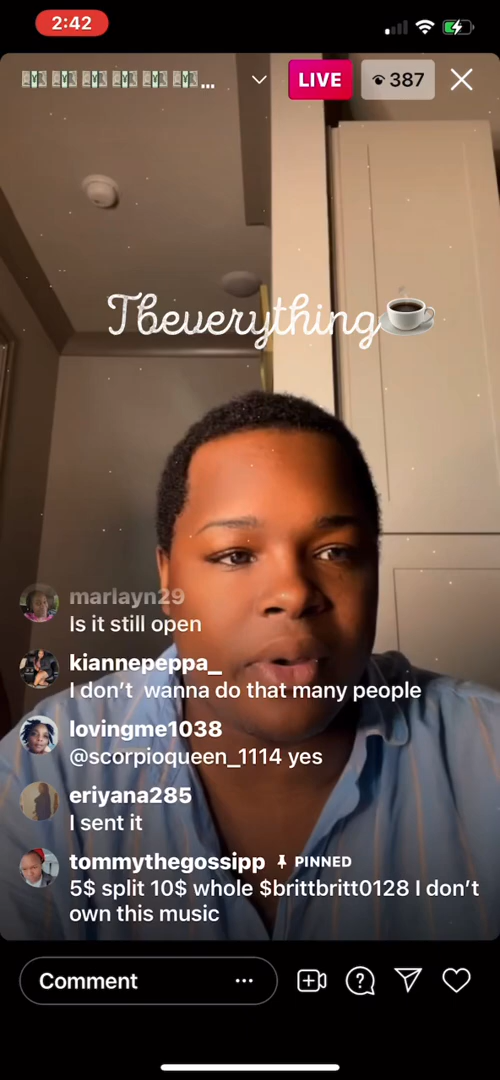 2:42
LIVE
387
Tbeverything
marlayn29
Is it still open
kiannepeppa_
I don't wanna do that many people
lovingme1038
@scorpioqueen_1114 yes
eriyana285
I sent it
tommythegossipp PINNED
5$ split 10$ whole $brittbritt0128 I don't
own this music
Comment